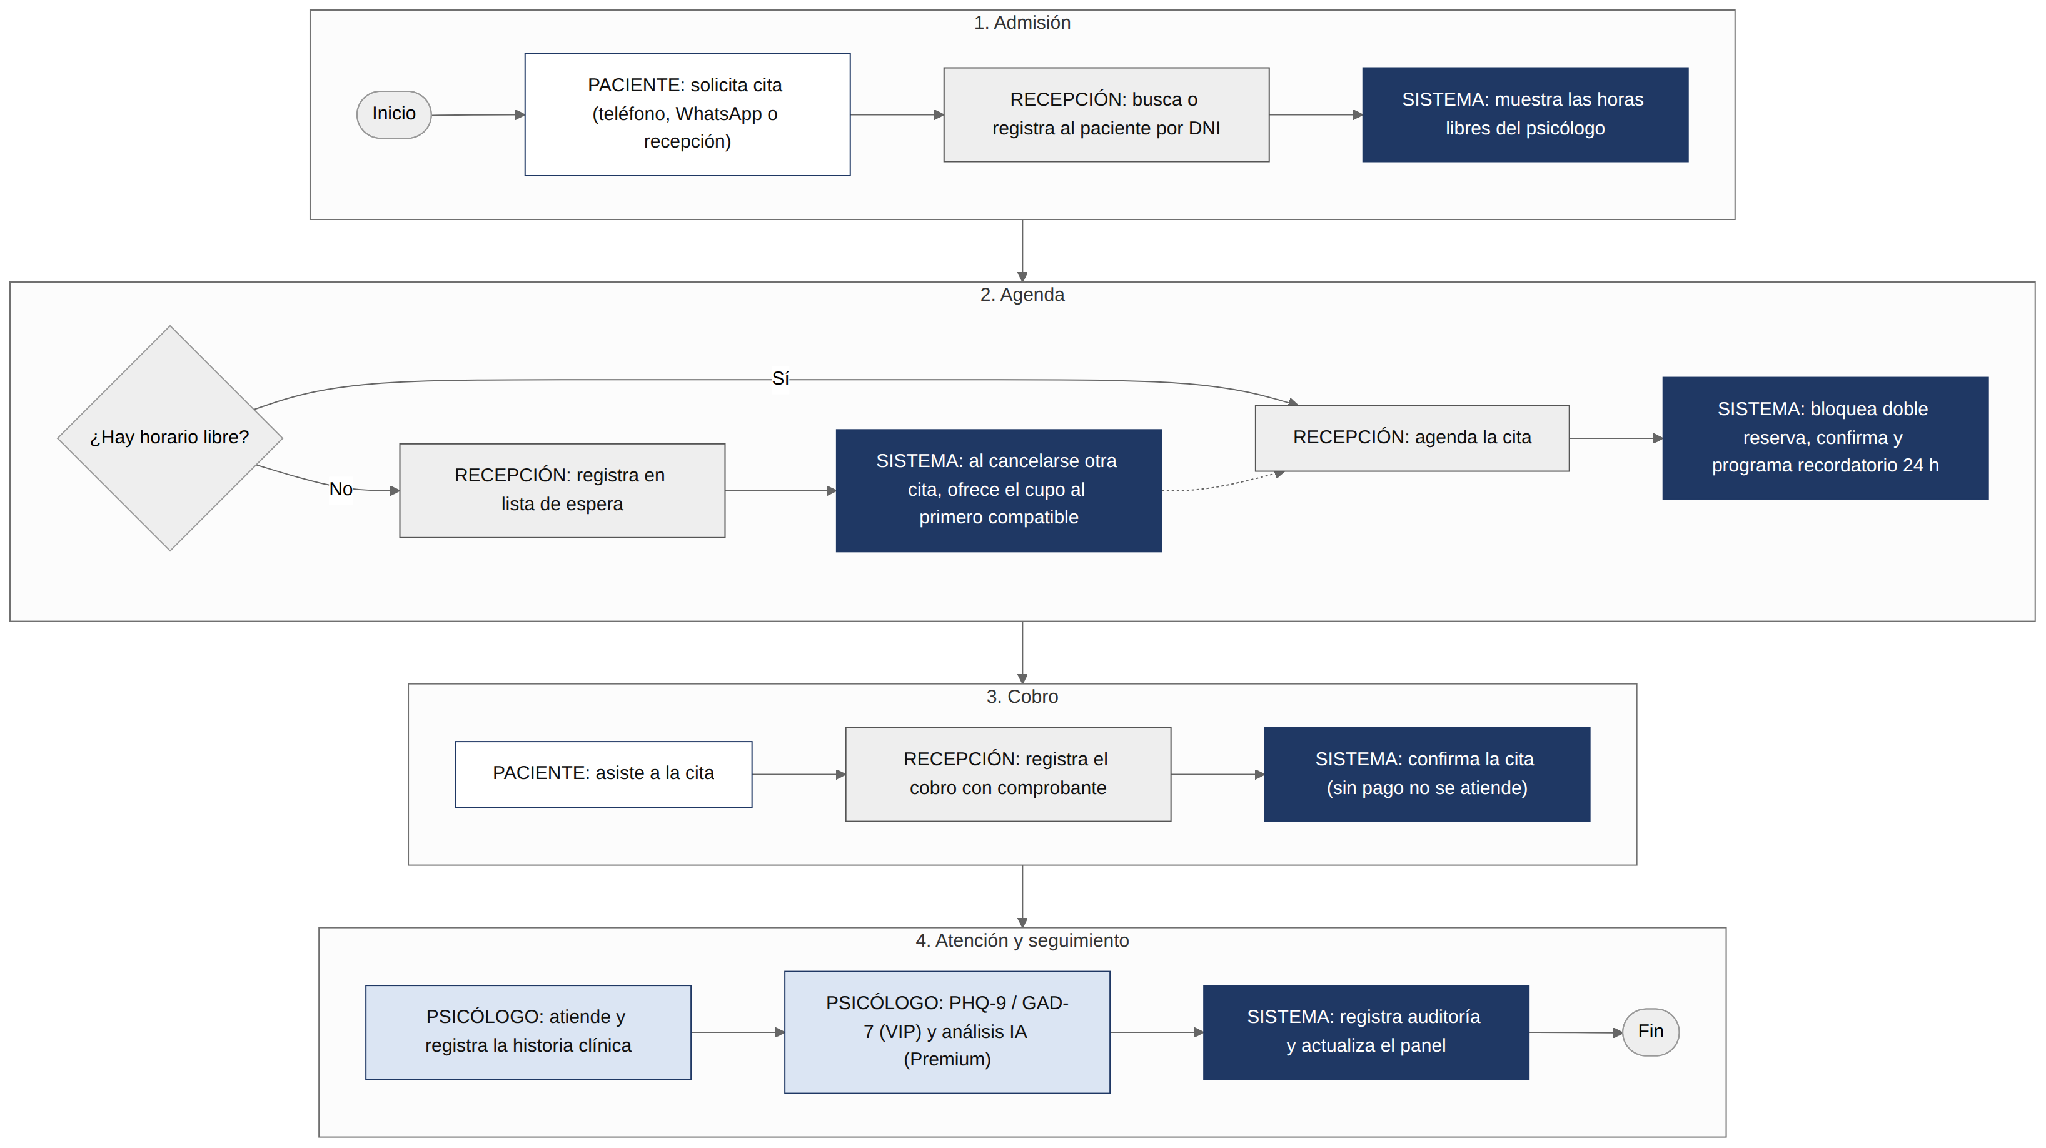 1. Admisión
Inicio
PACIENTE: solicita cita
(teléfono, WhatsApp o
recepción)
RECEPCIÓN: busca o
registra al paciente por DNI
SISTEMA: muestra las horas
libres del psicólogo
2. Agenda
¿Hay horario libre?
Sí
No
RECEPCIÓN: registra en
lista de espera
SISTEMA: al cancelarse otra
cita, ofrece el cupo al
primero compatible
RECEPCIÓN: agenda la cita
SISTEMA: bloquea doble
reserva, confirma y
programa recordatorio 24 h
3. Cobro
PACIENTE: asiste a la cita
RECEPCIÓN: registra el
cobro con comprobante
SISTEMA: confirma la cita
(sin pago no se atiende)
4. Atención y seguimiento
PSICÓLOGO: atiende y
registra la historia clínica
PSICÓLOGO: PHQ-9 / GAD-
7 (VIP) y análisis IA
(Premium)
SISTEMA: registra auditoría
y actualiza el panel
Fin